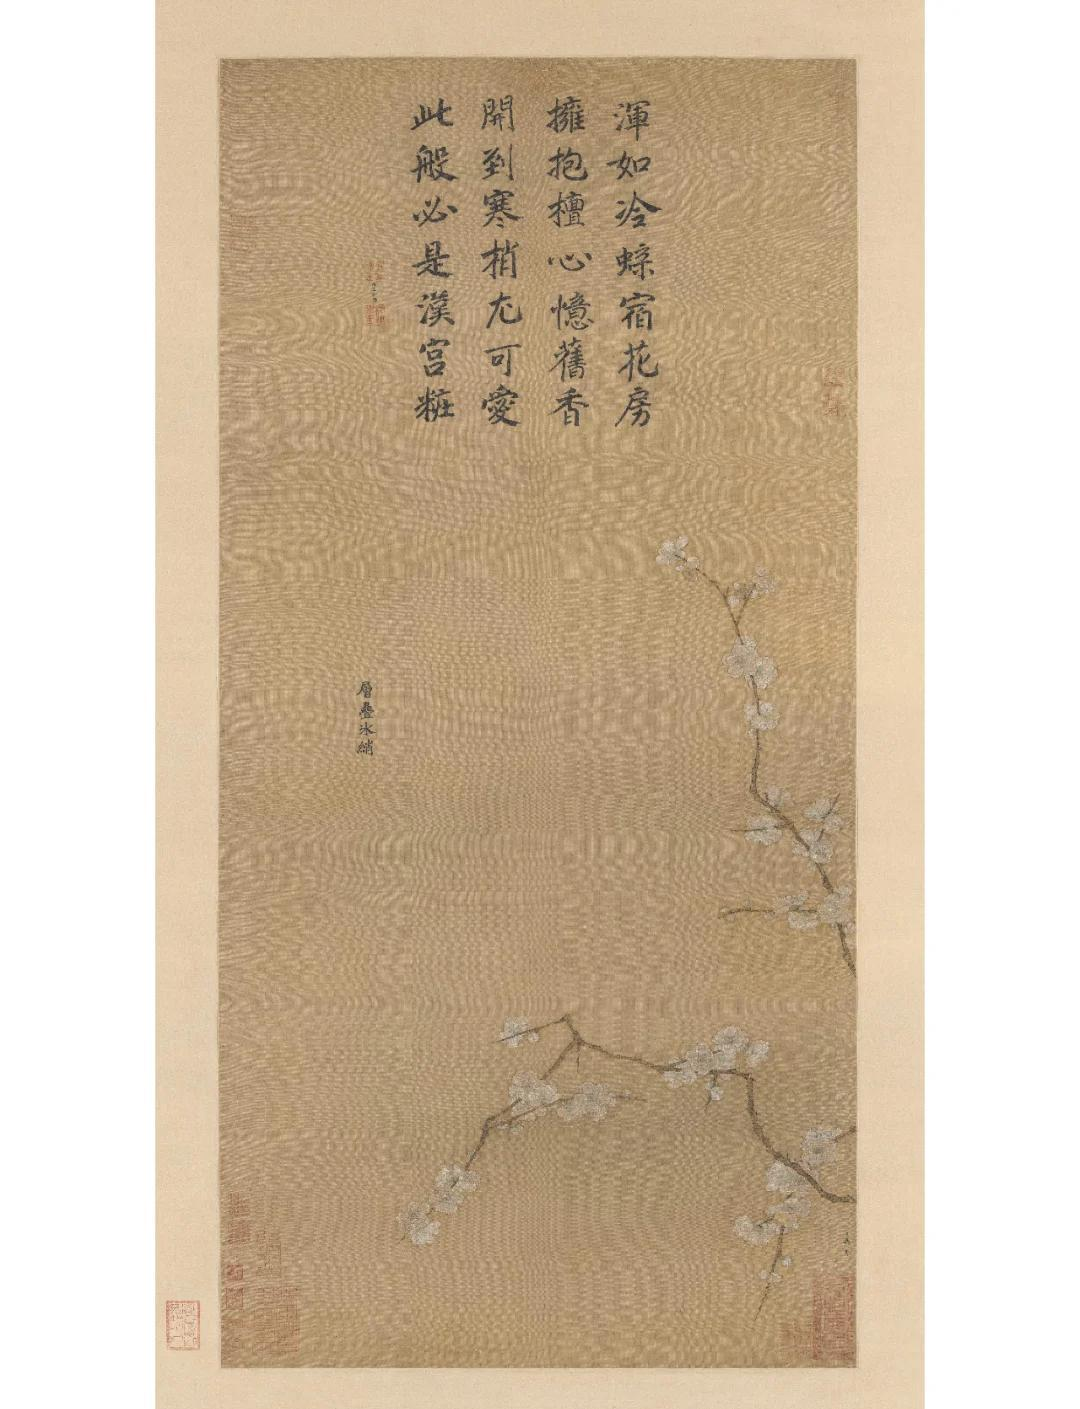 渾如冷蝶宿花房
擁抱檀心憶舊香
開到寒梢尤可愛
此般必是漢宮粧
層疊冰綃